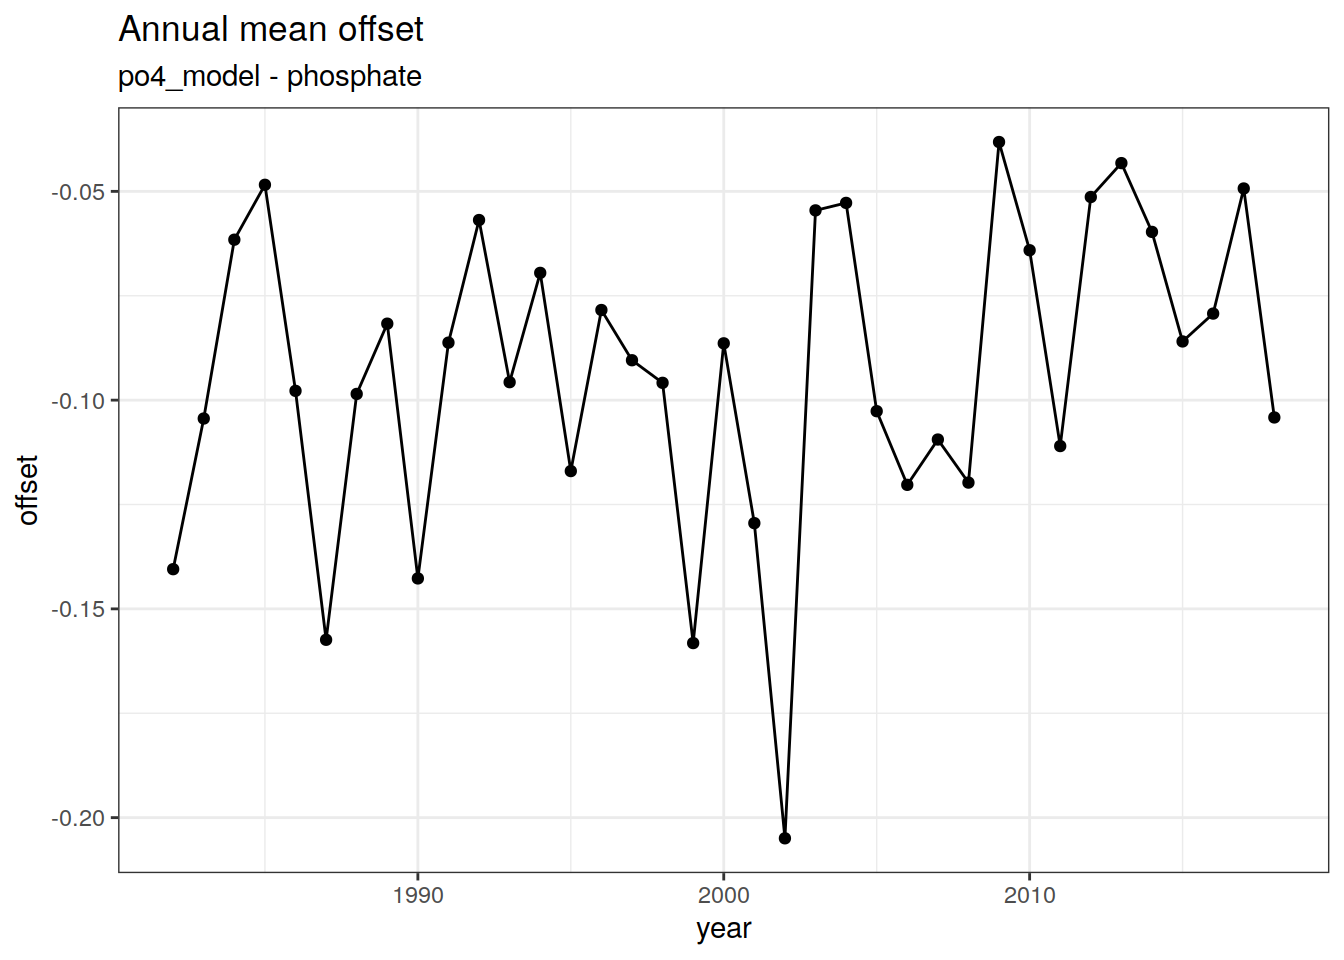 Annual mean offset
po4_model - phosphate
-0.05
-0.10
-0.15
-0.20
offset
1990
2000
2010
year